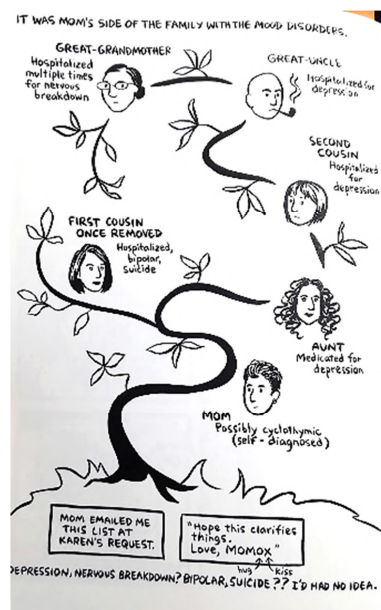 IT WAS MOM'S SIDE OF THE FAMILY WITH THE MOOD DISORDERS.
GREAT-GRANDMOTHER
Hospitalized
multiple times
for nervous
breakdown
GREAT-UNCLE
Hospitalized for
depression
SECOND
COUSIN
Hospitalized
for
depression
FIRST COUSIN
ONCE REMOVED
Hospitalized,
bipolar,
suicide
AUNT
Medicated for
depression
MOM
Possibly cyclothymic
(self-diagnosed)
MOM EMAILED ME
THIS LIST AT
KAREN'S REQUEST.
"Hope this clarifies
things.
Love, MOMOX"
hug kiss
DEPRESSION, NERVOUS BREAKDOWN? BIPOLAR, SUICIDE?? I'D HAD NO IDEA.